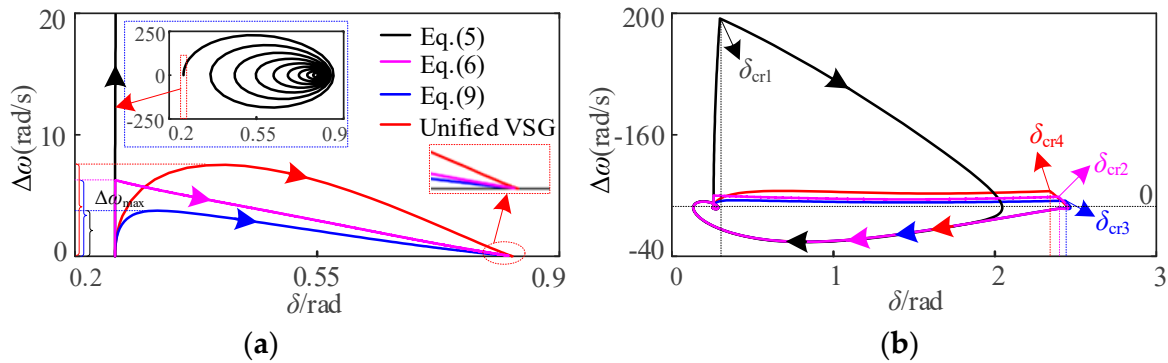 20
10
0
Δω(rad/s)
250
0
-250
0.2 0.55 0.9
Eq.(5)
Eq.(6)
Eq.(9)
Unified VSG
Δωmax
0.2 0.55 0.9
δ/rad
(a)
200
-160
-40
Δω(rad/s)
δcr1
δcr4
δcr2
0
δcr3
0 1 2 3
δ/rad
(b)